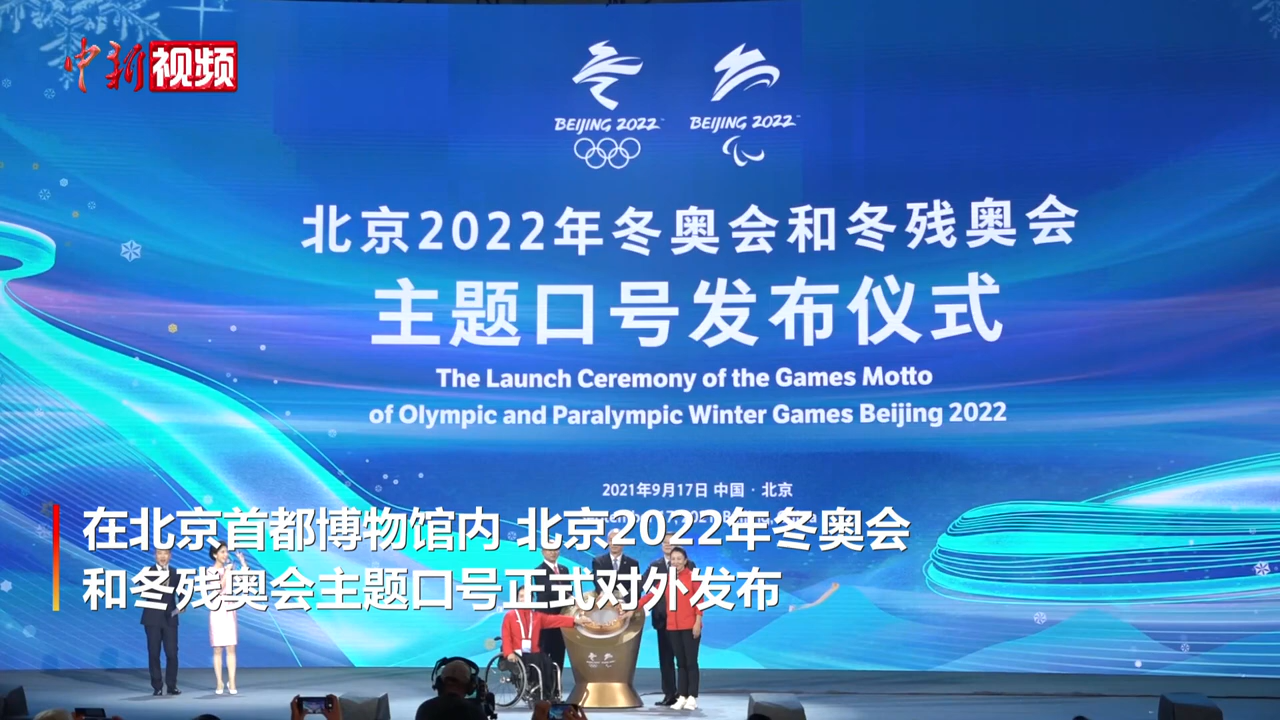 中新视频
BEIJING 2022 BEIJING 2022
北京2022年冬奥会和冬残奥会
主题口号发布仪式
The Launch Ceremony of the Games Motto
of Olympic and Paralympic Winter Games Beijing 2022
2021年9月17日 中国·北京
在北京首都博物馆内 北京2022年冬奥会
和冬残奥会主题口号正式对外发布